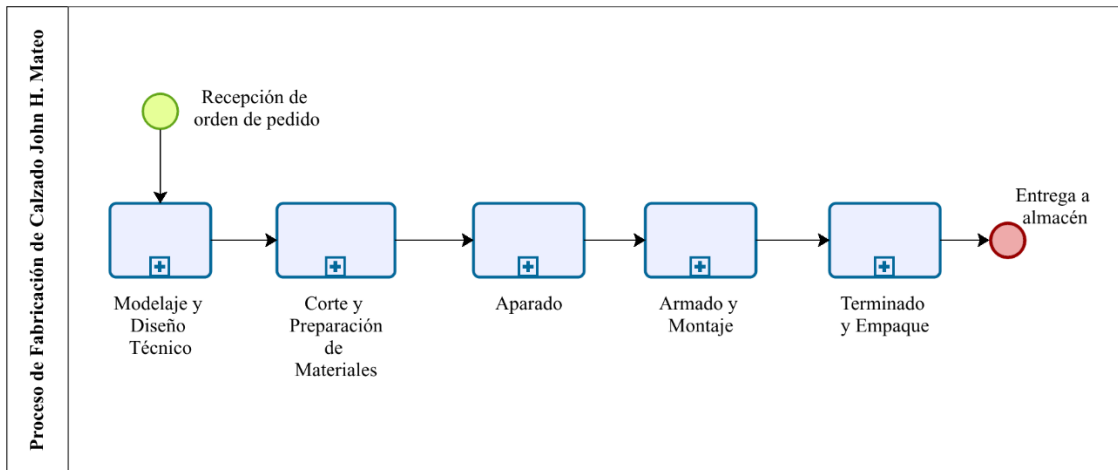 Proceso de Fabricación de Calzado John H. Mateo
Recepción de
orden de pedido
Modelaje y
Diseño
Técnico
Corte y
Preparación
de
Materiales
Aparado
Armado y
Montaje
Terminado
y Empaque
Entrega a
almacén